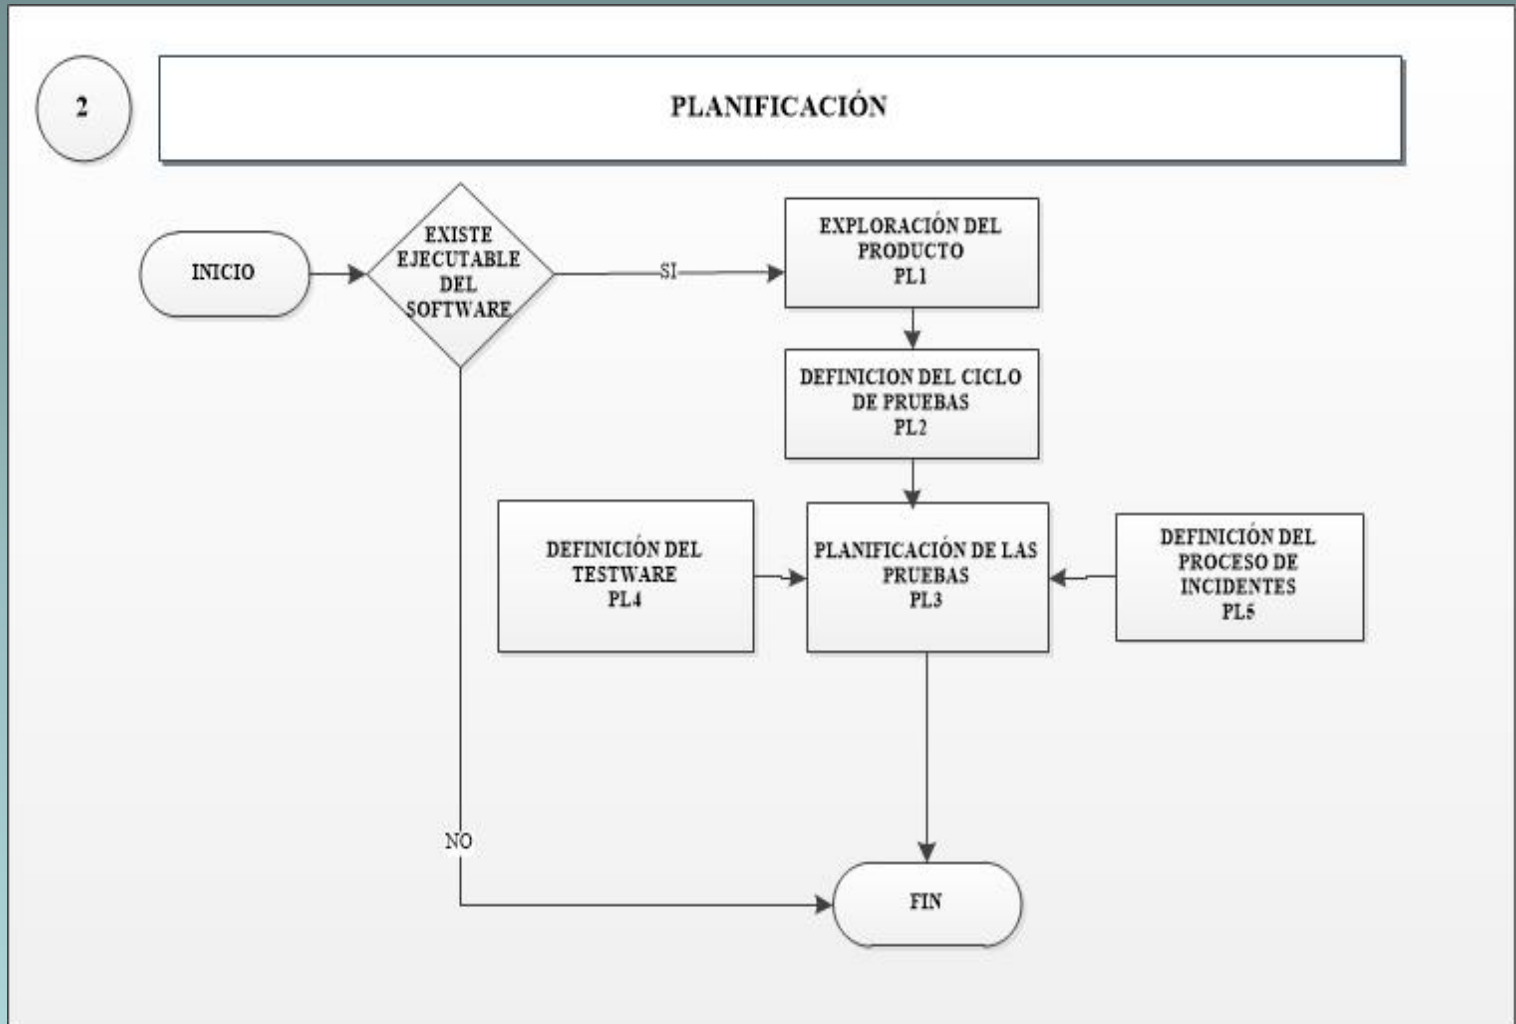 2
PLANIFICACIÓN
INICIO
EXISTE
EJECUTABLE
DEL
SOFTWARE
SI
EXPLORACIÓN DEL
PRODUCTO
PL1
DEFINICION DEL CICLO
DE PRUEBAS
PL2
DEFINICIÓN DEL
TESTWARE
PL4
PLANIFICACIÓN DE LAS
PRUEBAS
PL3
DEFINICIÓN DEL
PROCESO DE
INCIDENTES
PL5
NO
FIN